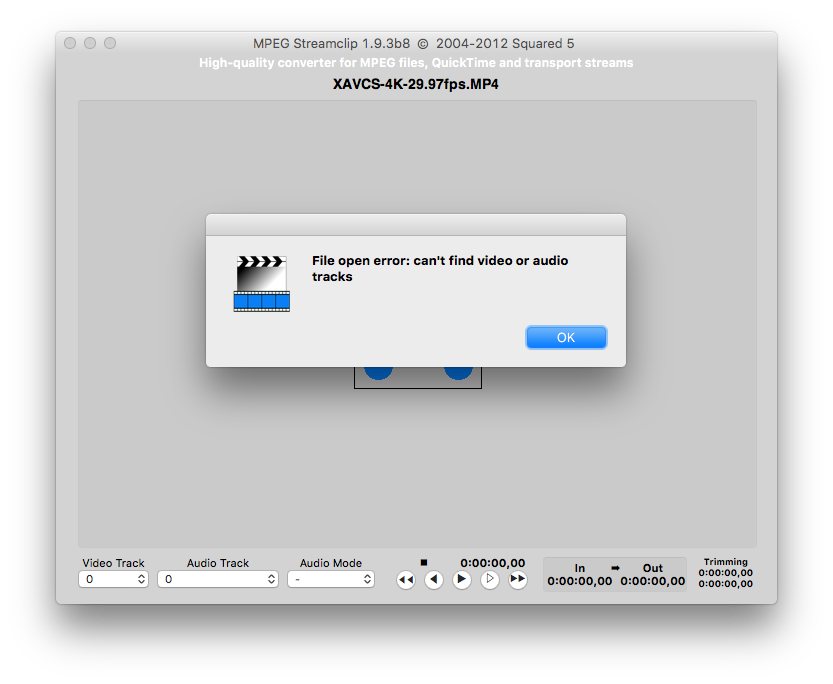 MPEG Streamclip 1.9.3b8 © 2004-2012 Squared 5
High-quality converter for MPEG files, QuickTime and transport streams
XAVCS-4K-29.97fps.MP4
File open error: can't find video or audio
tracks
OK
Video Track
Audio Track
Audio Mode
0:00:00,00
In
Out
Trimming
0
0
-
0:00:00,00
0:00:00,00
0:00:00,00
0:00:00,00